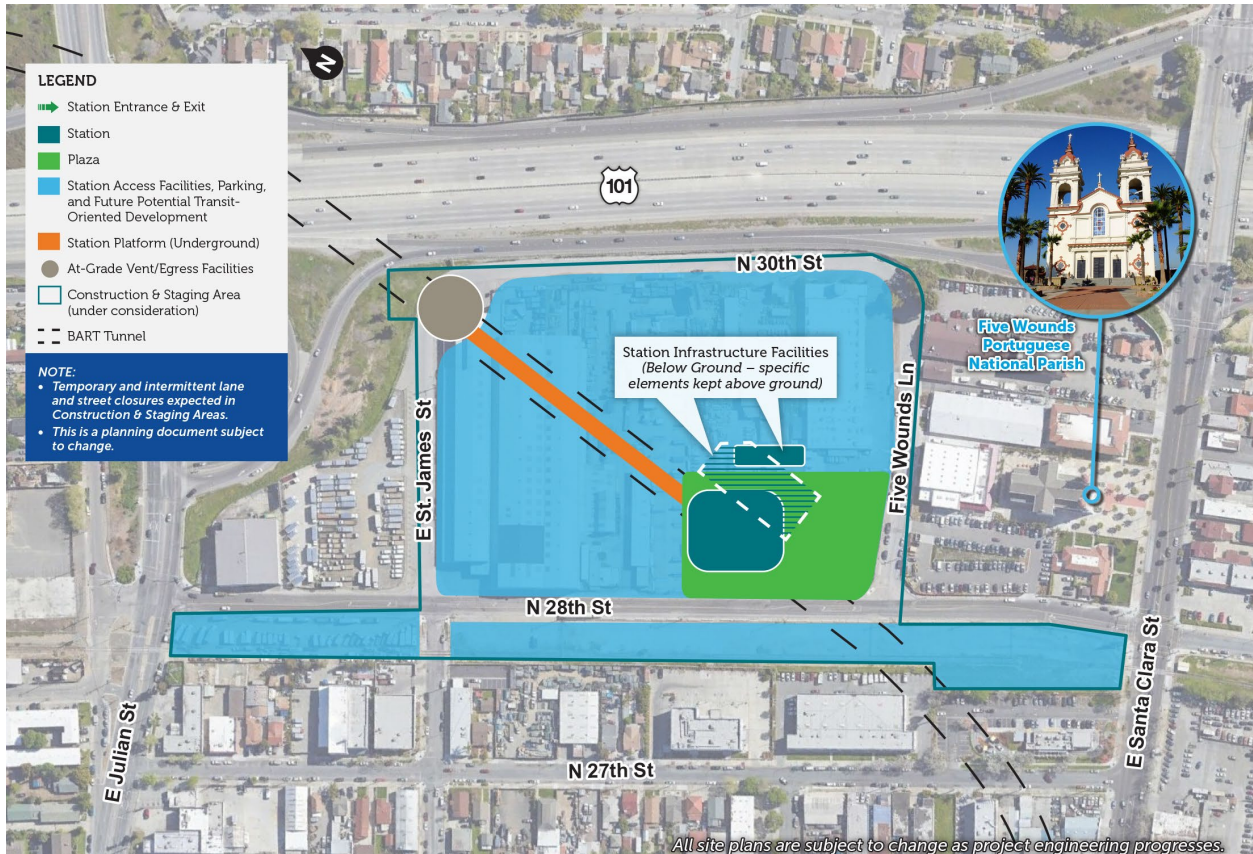 N
LEGEND
Station Entrance & Exit
Station
Plaza
Station Access Facilities, Parking,
and Future Potential Transit-
Oriented Development
Station Platform (Underground)
At-Grade Vent/Egress Facilities
Construction & Staging Area
(under consideration)
BART Tunnel
NOTE:
• Temporary and intermittent lane
and street closures expected in
Construction & Staging Areas.
• This is a planning document subject
to change.
101
N 30th St
Five Wounds
Portuguese
National Parish
Station Infrastructure Facilities
(Below Ground – specific
elements kept above ground)
E St. James St
Five Wounds Ln
N 28th St
E Julian St
E Santa Clara St
N 27th St
All site plans are subject to change as project engineering progresses.